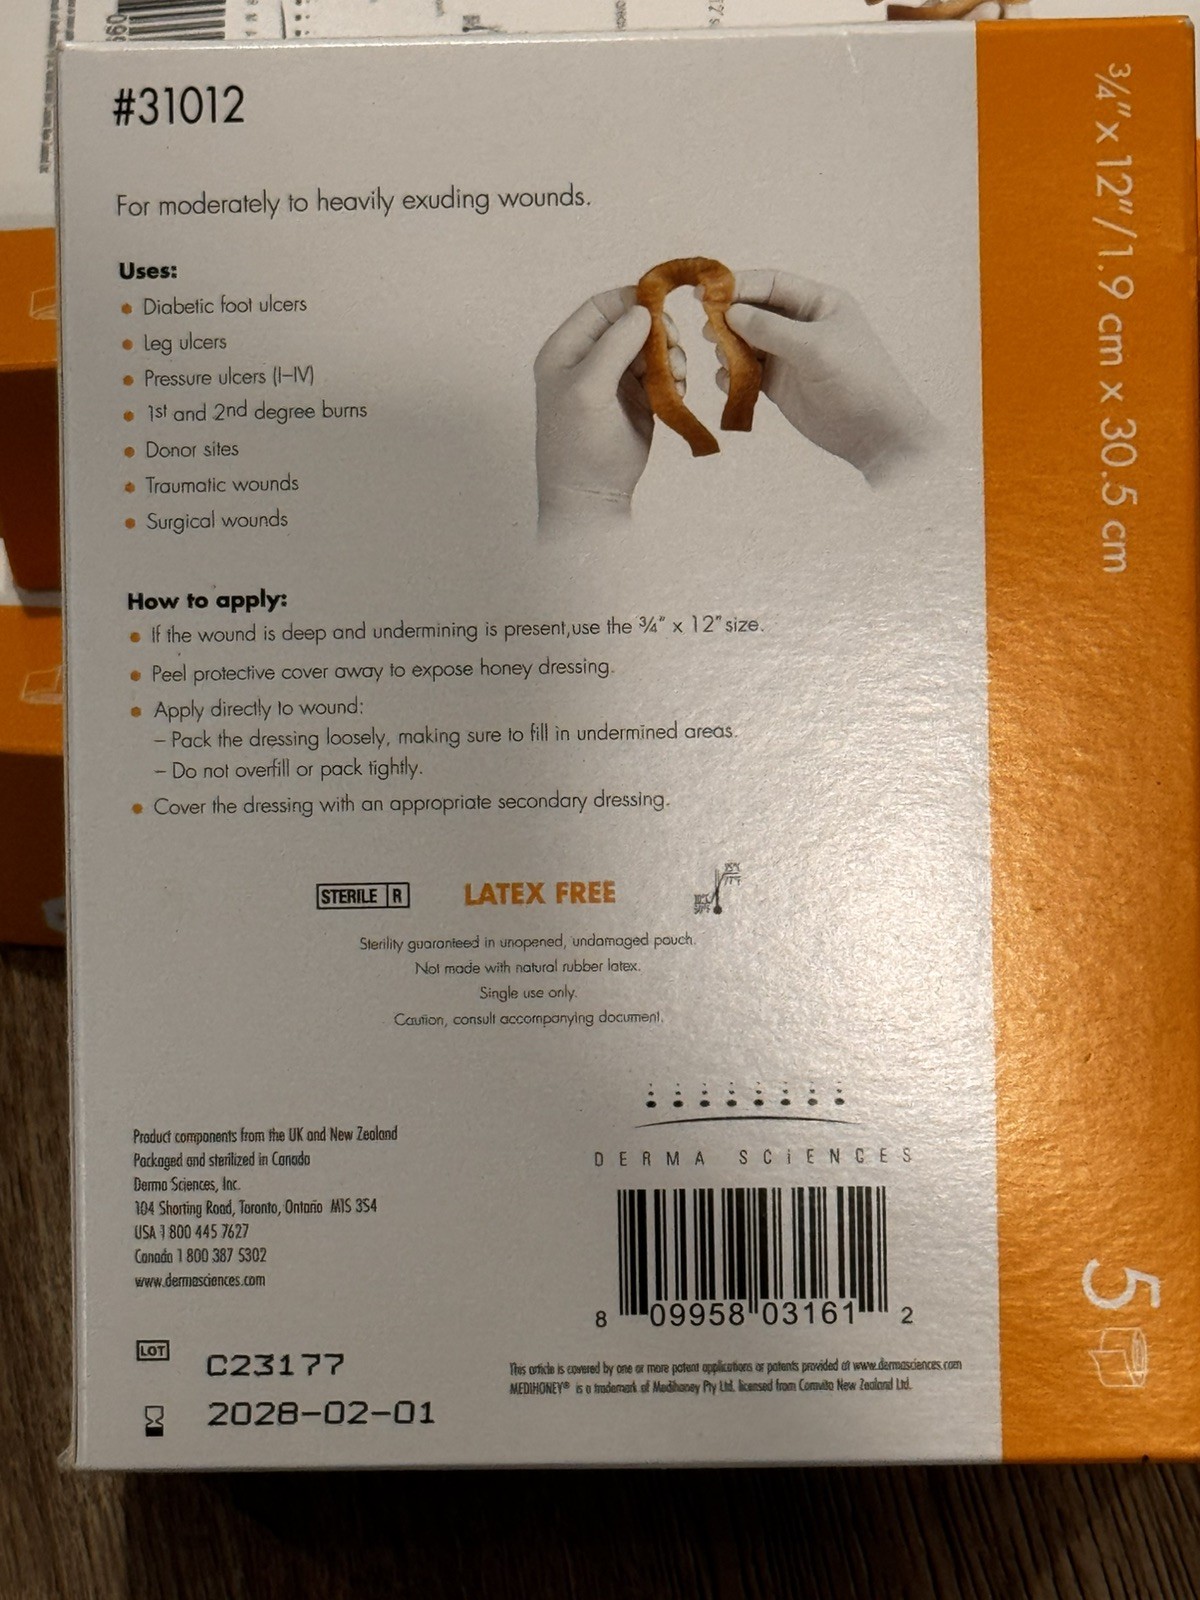 #31012
For moderately to heavily exuding wounds.
Uses:
Diabetic foot ulcers
Leg ulcers
Pressure ulcers (I–IV)
1st and 2nd degree burns
Donor sites
Traumatic wounds
Surgical wounds
How to apply:
If the wound is deep and undermining is present,use the ¾" x 12" size.
Peel protective cover away to expose honey dressing.
Apply directly to wound:
– Pack the dressing loosely, making sure to fill in undermined areas.
– Do not overfill or pack tightly.
Cover the dressing with an appropriate secondary dressing.
STERILE R
LATEX FREE
Sterility guaranteed in unopened, undamaged pouch.
Not made with natural rubber latex.
Single use only.
Caution, consult accompanying document.
Product components from the UK and New Zealand
Packaged and sterilized in Canada
Derma Sciences, Inc.
104 Shorting Road, Toronto, Ontario M1S 3S4
USA 1 800 445 7627
Canada 1 800 387 5302
www.dermasciences.com
DERMA SCiENCES
8 09958 03161 2
LOT C23177
2028-02-01
This article is covered by one or more patent applications or patents provided at www.dermasciences.com
MEDIHONEY® is a trademark of Medihoney Pty Ltd. licensed from Comvita New Zealand Ltd.
¾" x 12"/1.9 cm x 30.5 cm
5